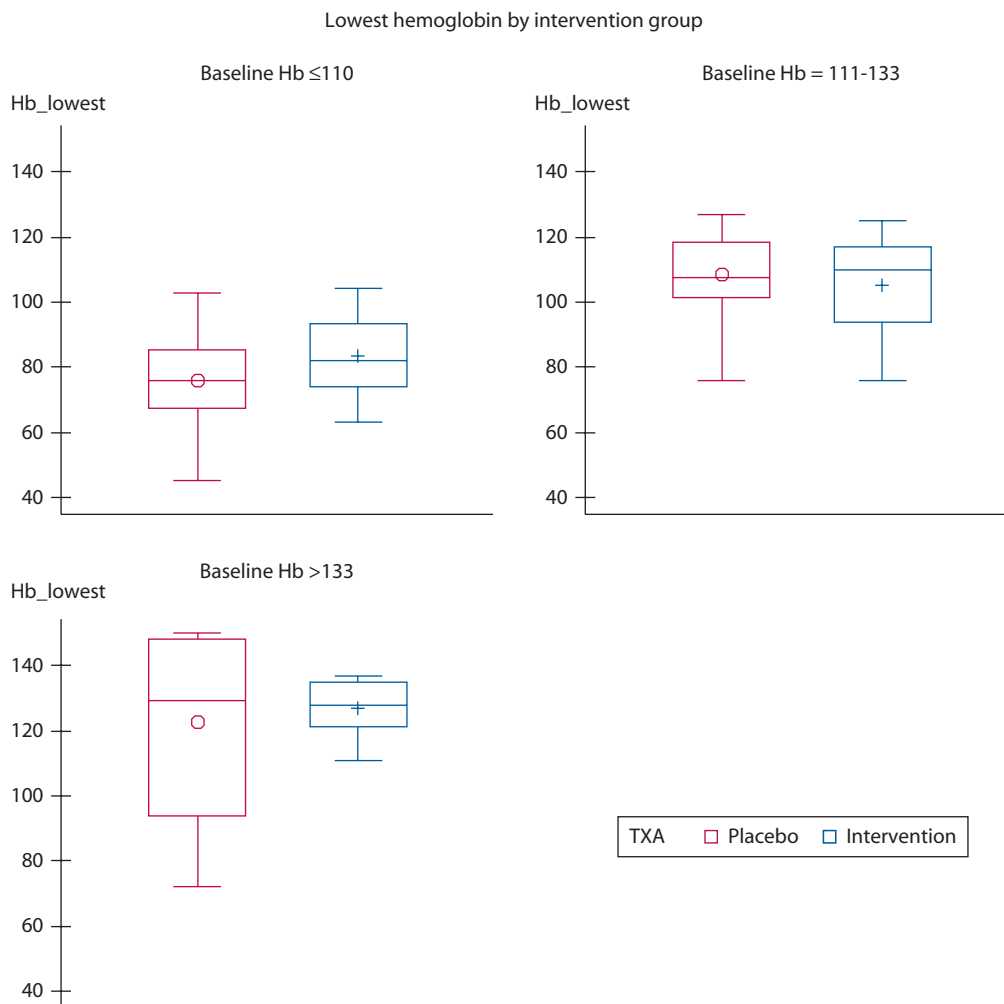 Lowest hemoglobin by intervention group
Baseline Hb ≤110
Hb_lowest
140
120
100
80
60
40
Baseline Hb = 111-133
Hb_lowest
140
120
100
80
60
40
Baseline Hb >133
Hb_lowest
140
120
100
80
60
40
TXA Placebo Intervention